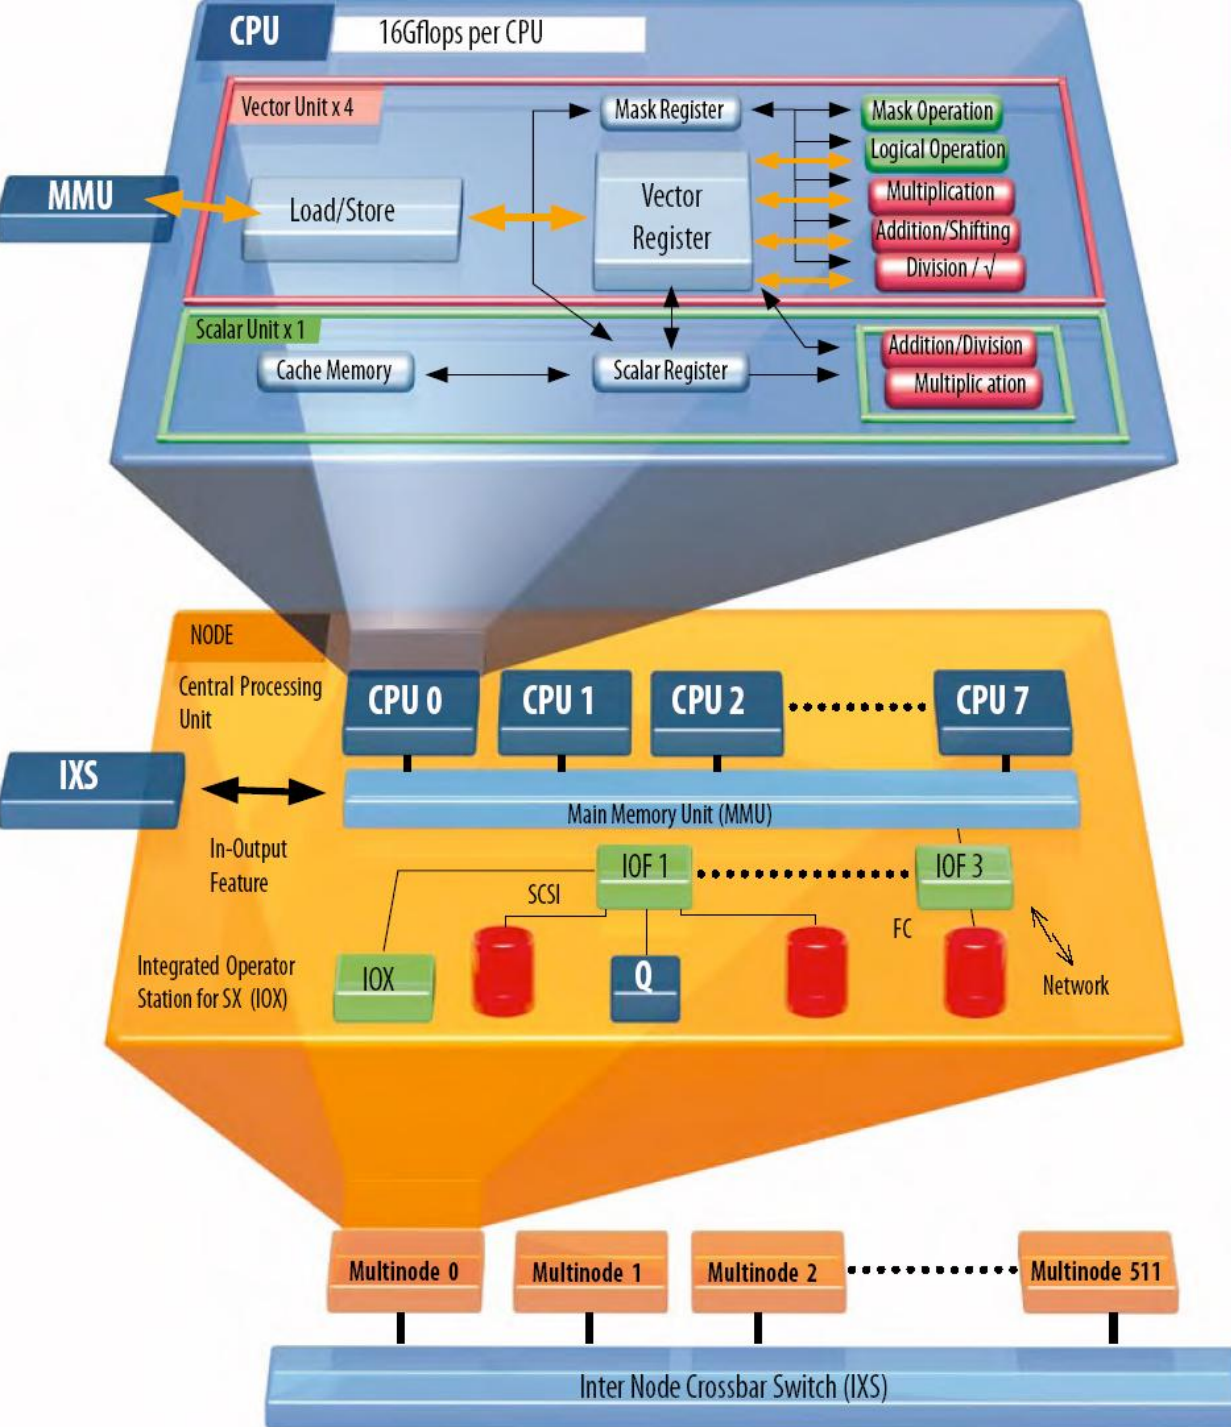 CPU
16Gflops per CPU
Vector Unit x 4
Mask Register
Mask Operation
Logical Operation
MMU
Load/Store
Vector
Register
Multiplication
Addition/Shifting
Division / √
Scalar Unit x 1
Cache Memory
Scalar Register
Addition/Division
Multiplic ation
NODE
Central Processing
Unit
CPU 0
CPU 1
CPU 2
CPU 7
IXS
Main Memory Unit (MMU)
In-Output
Feature
IOF 1
IOF 3
SCSI
FC
Integrated Operator
Station for SX (IOX)
IOX
Q
Network
Multinode 0
Multinode 1
Multinode 2
Multinode 511
Inter Node Crossbar Switch (IXS)